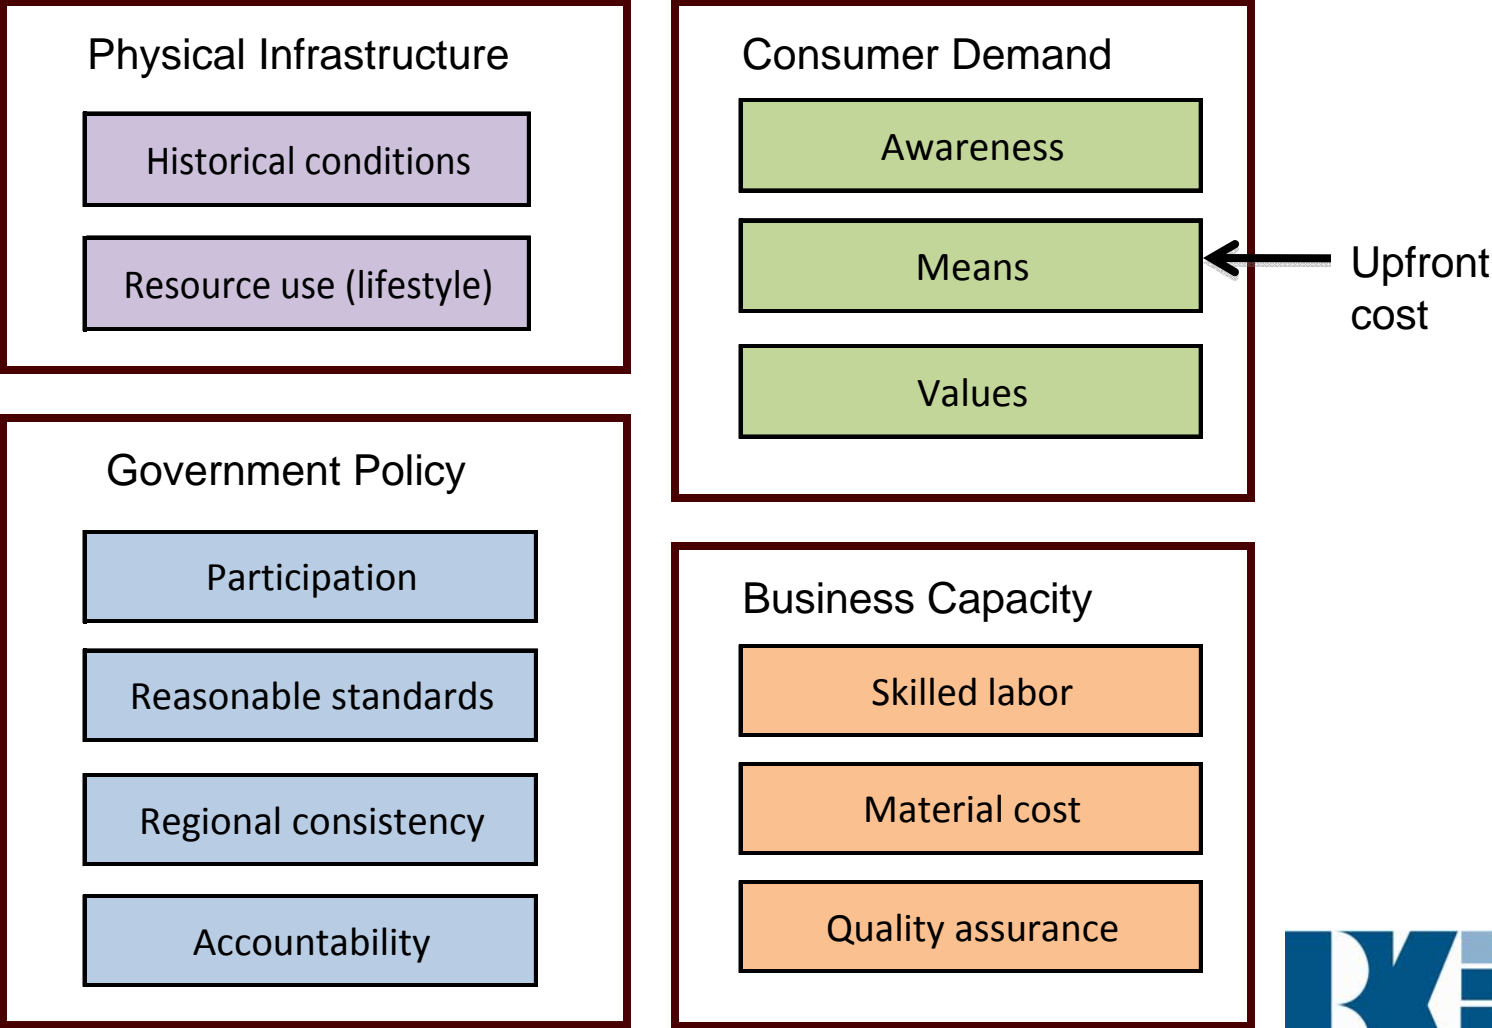 Physical Infrastructure
Historical conditions
Resource use (lifestyle)
Government Policy
Participation
Reasonable standards
Regional consistency
Accountability
Consumer Demand
Awareness
Means
Upfront
cost
Values
Business Capacity
Skilled labor
Material cost
Quality assurance